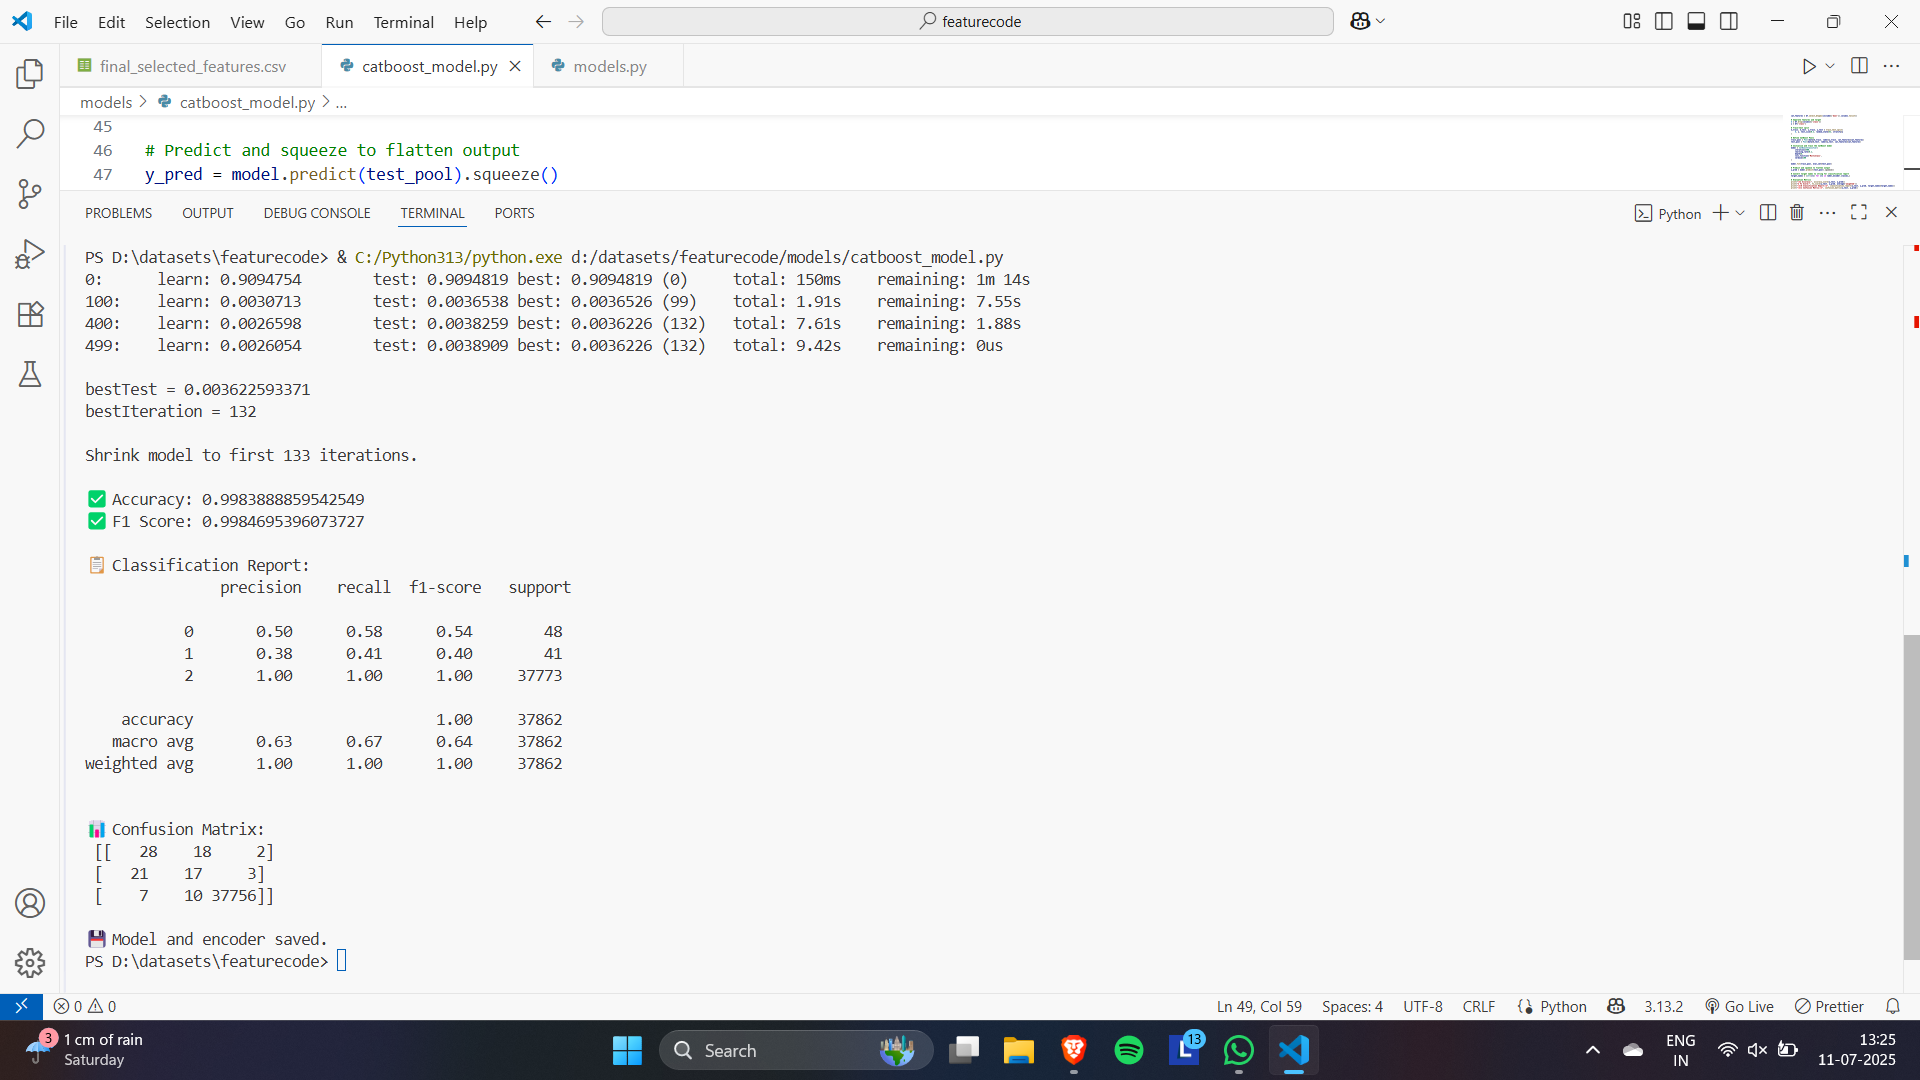 File Edit Selection View Go Run Terminal Help
featurecode
final_selected_features.csv
catboost_model.py
models.py
models > catboost_model.py > ...
45
46 # Predict and squeeze to flatten output
47 y_pred = model.predict(test_pool).squeeze()
PROBLEMS OUTPUT DEBUG CONSOLE TERMINAL PORTS
Python
PS D:\datasets\featurecode> & C:/Python313/python.exe d:/datasets/featurecode/models/catboost_model.py
0: learn: 0.9094754 test: 0.9094819 best: 0.9094819 (0) total: 150ms remaining: 1m 14s
100: learn: 0.0030713 test: 0.0036538 best: 0.0036526 (99) total: 1.91s remaining: 7.55s
400: learn: 0.0026598 test: 0.0038259 best: 0.0036226 (132) total: 7.61s remaining: 1.88s
499: learn: 0.0026054 test: 0.0038909 best: 0.0036226 (132) total: 9.42s remaining: 0us
bestTest = 0.003622593371
bestIteration = 132
Shrink model to first 133 iterations.
✅ Accuracy: 0.9983888859542549
✅ F1 Score: 0.9984695396073727
📋 Classification Report:
precision recall f1-score support
0 0.50 0.58 0.54 48
1 0.38 0.41 0.40 41
2 1.00 1.00 1.00 37773
accuracy 1.00 37862
macro avg 0.63 0.67 0.64 37862
weighted avg 1.00 1.00 1.00 37862
📊 Confusion Matrix:
[[ 28 18 2]
[ 21 17 3]
[ 7 10 37756]]
💾 Model and encoder saved.
PS D:\datasets\featurecode>
0 0
Ln 49, Col 59 Spaces: 4 UTF-8 CRLF Python 3.13.2 Go Live Prettier
3
1 cm of rain
Saturday
Search
L
13
ENG
IN
13:25
11-07-2025